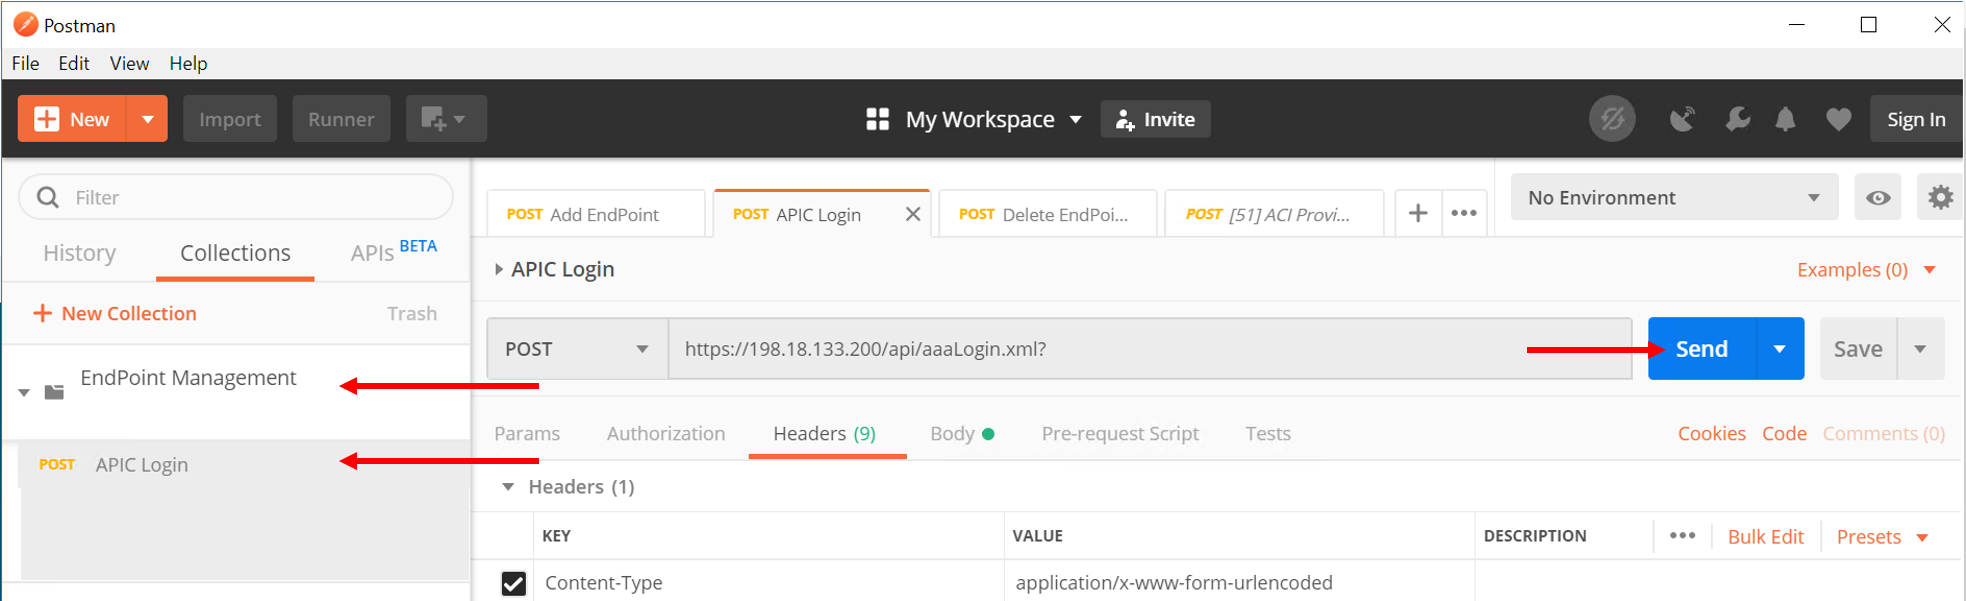 Postman
File Edit View Help
New Import Runner My Workspace Invite Sign In
Filter
History Collections APIs BETA
New Collection Trash
EndPoint Management
POST APIC Login
POST Add EndPoint POST APIC Login POST Delete EndPoi... POST [51] ACI Provi... No Environment
APIC Login Examples (0)
POST https://198.18.133.200/api/aaaLogin.xml? Send Save
Params Authorization Headers (9) Body Pre-request Script Tests Cookies Code Comments (0)
Headers (1)
KEY VALUE DESCRIPTION Bulk Edit Presets
Content-Type application/x-www-form-urlencoded